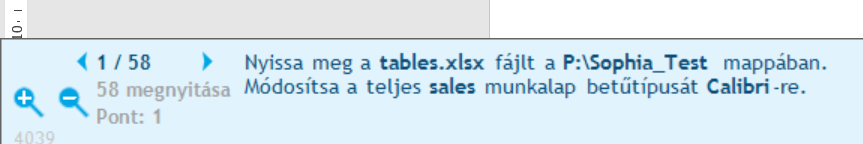 10
1 / 58
58 megnyitása
Pont: 1
4039
Nyissa meg a tables.xlsx fájlt a P:\Sophia_Test mappában.
Módosítsa a teljes sales munkalap betűtípusát Calibri-re.